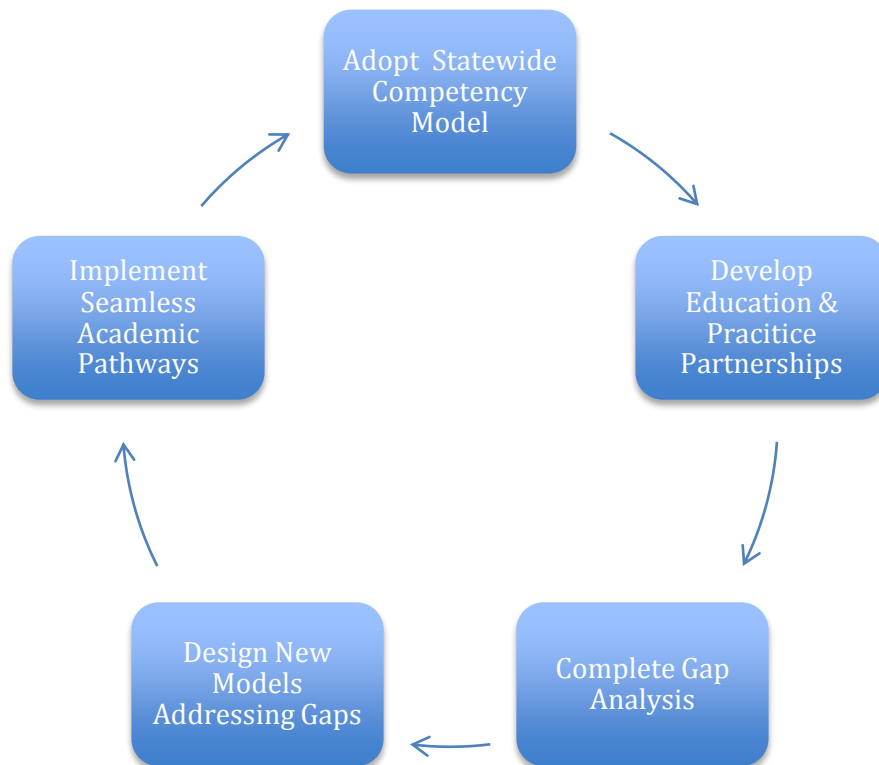 Adopt Statewide
Competency
Model
Develop
Education &
Pracitice
Partnerships
Complete Gap
Analysis
Design New
Models
Addressing Gaps
Implement
Seamless
Academic
Pathways